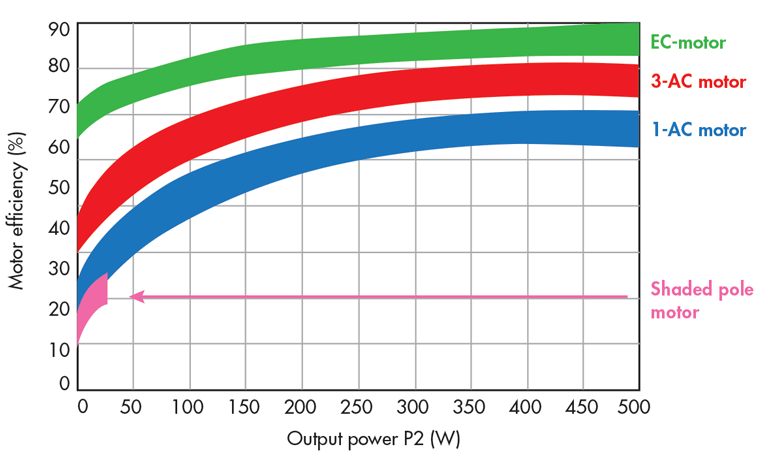 90
80
70
60
50
40
30
20
10
0
Motor efficiency (%)
0 50 100 150 200 250 300 350 400 450 500
Output power P2 (W)
EC-motor
3-AC motor
1-AC motor
Shaded pole
motor